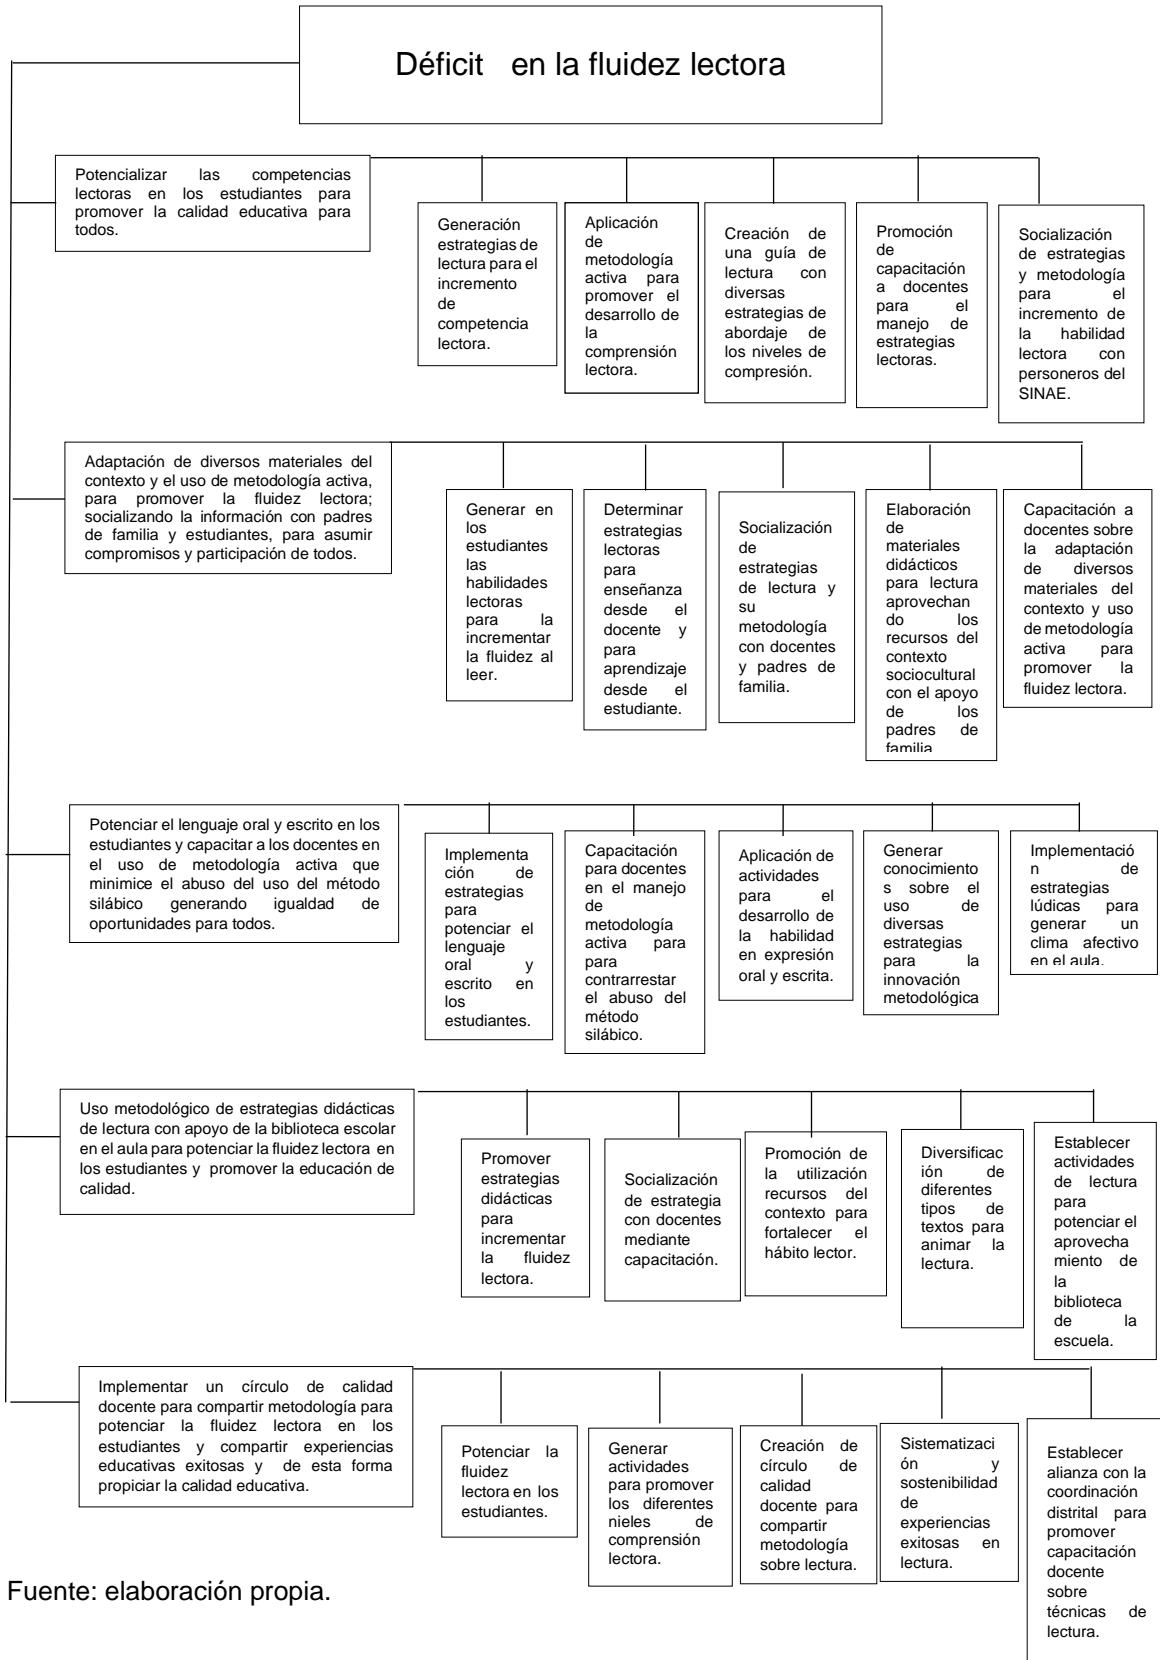 Déficit en la fluidez lectora
Potencializar las competencias
lectoras en los estudiantes para
promover la calidad educativa para
todos.
Generación
estrategias de
lectura para el
incremento
de
competencia
lectora.
Aplicación
de
metodología
activa para
promover el
desarrollo de
la
comprensión
lectora.
Creación de
una guía de
lectura con
diversas
estrategias de
abordaje de
los niveles de
compresión.
Promoción
de
capacitación
a docentes
para el
manejo de
estrategias
lectoras.
Socialización
de estrategias
y metodología
para el
incremento de
la habilidad
lectora con
personeros del
SINAE.
Adaptación de diversos materiales del
contexto y el uso de metodología activa,
para promover la fluidez lectora;
socializando la información con padres
de familia y estudiantes, para asumir
compromisos y participación de todos.
Generar en
los
estudiantes
las
habilidades
lectoras
para la
incrementar
la fluidez al
leer.
Determinar
estrategias
lectoras
para
enseñanza
desde el
docente y
para
aprendizaje
desde el
estudiante.
Socialización
de
estrategias
de lectura y
su
metodología
con docentes
y padres de
familia.
Elaboración
de
materiales
didácticos
para lectura
aprovechan
do los
recursos del
contexto
sociocultural
con el apoyo
de los
padres de
familia
Capacitación a
docentes sobre
la adaptación
de diversos
materiales del
contexto y uso
de metodología
activa para
promover la
fluidez lectora.
Potenciar el lenguaje oral y escrito en los
estudiantes y capacitar a los docentes en
el uso de metodología activa que
minimice el abuso del uso del método
silábico generando igualdad de
oportunidades para todos.
Implementa
ción de
estrategias
para
potenciar el
lenguaje
oral y
escrito en
los
estudiantes.
Capacitación
para docentes
en el manejo
de
metodología
activa para
para
contrarrestar
el abuso del
método
silábico.
Aplicación de
actividades
para el
desarrollo de
la habilidad
en expresión
oral y escrita.
Generar
conocimiento
s sobre el
uso de
diversas
estrategias
para la
innovación
metodológica
Implementació
n de
estrategias
lúdicas para
generar un
clima afectivo
en el aula.
Uso metodológico de estrategias didácticas
de lectura con apoyo de la biblioteca escolar
en el aula para potenciar la fluidez lectora en
los estudiantes y promover la educación de
calidad.
Promover
estrategias
didácticas
para
incrementar
la fluidez
lectora.
Socialización
de estrategia
con docentes
mediante
capacitación.
Promoción de
la utilización
recursos del
contexto para
fortalecer el
hábito lector.
Diversificac
ión de
diferentes
tipos de
textos para
animar la
lectura.
Establecer
actividades
de lectura
para
potenciar el
aprovecha
miento de
la
biblioteca
de la
escuela.
Implementar un círculo de calidad
docente para compartir metodología para
potenciar la fluidez lectora en los
estudiantes y compartir experiencias
educativas exitosas y de esta forma
propiciar la calidad educativa.
Potenciar la
fluidez
lectora en los
estudiantes.
Generar
actividades
para promover
los diferentes
nieles de
comprensión
lectora.
Creación de
círculo de
calidad
docente para
compartir
metodología
sobre lectura.
Sistematizaci
ón y
sostenibilidad
de
experiencias
exitosas en
lectura.
Establecer
alianza con la
coordinación
distrital para
promover
capacitación
docente
sobre
técnicas de
lectura.
Fuente: elaboración propia.